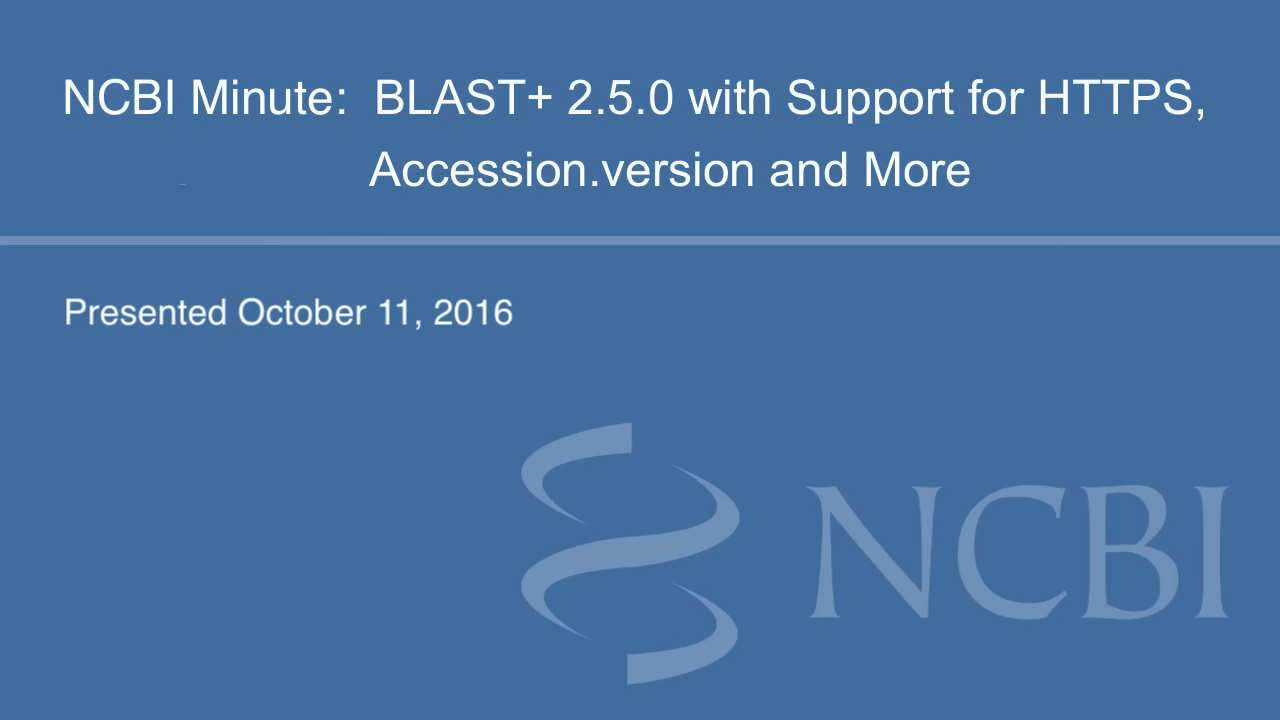 NCBI Minute: BLAST+ 2.5.0 with Support for HTTPS,
Accession.version and More
Presented October 11, 2016
NCBI